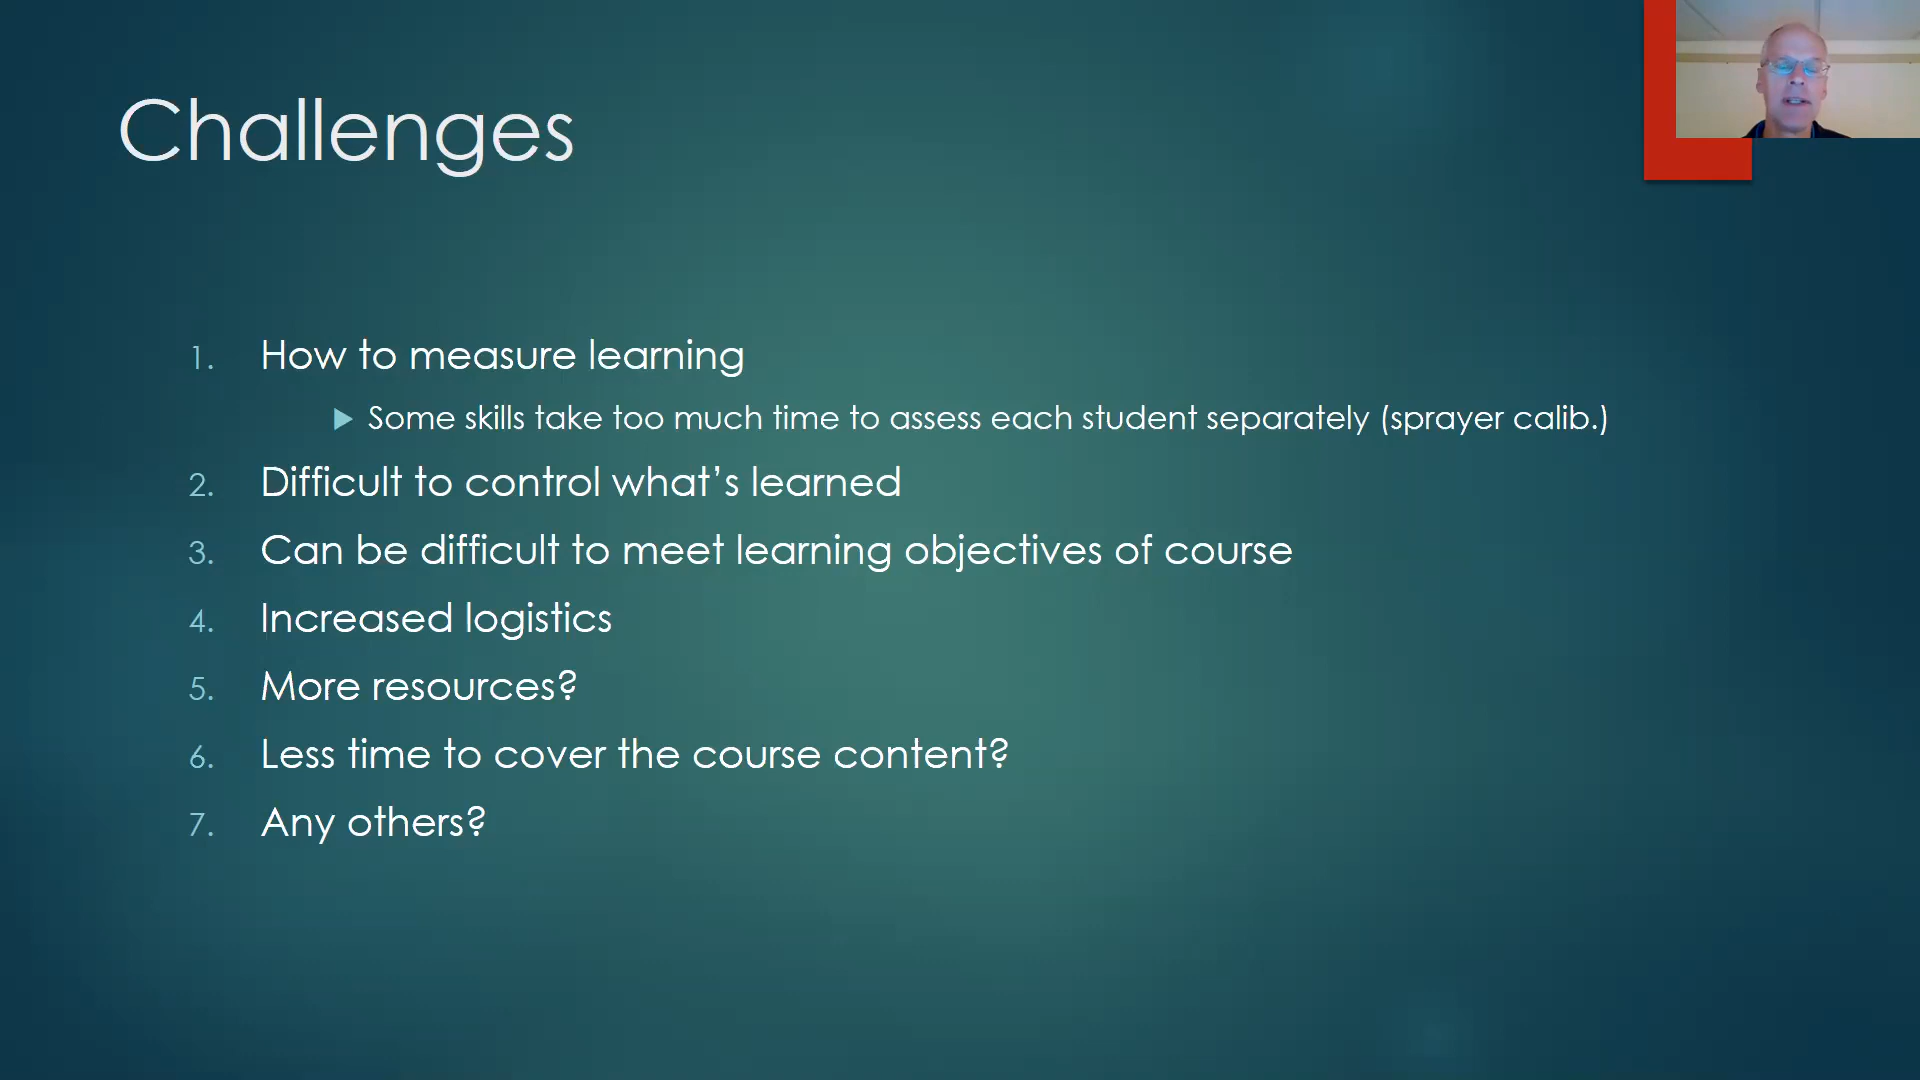 Challenges
1. How to measure learning
Some skills take too much time to assess each student separately (sprayer calib.)
2. Difficult to control what’s learned
3. Can be difficult to meet learning objectives of course
4. Increased logistics
5. More resources?
6. Less time to cover the course content?
7. Any others?